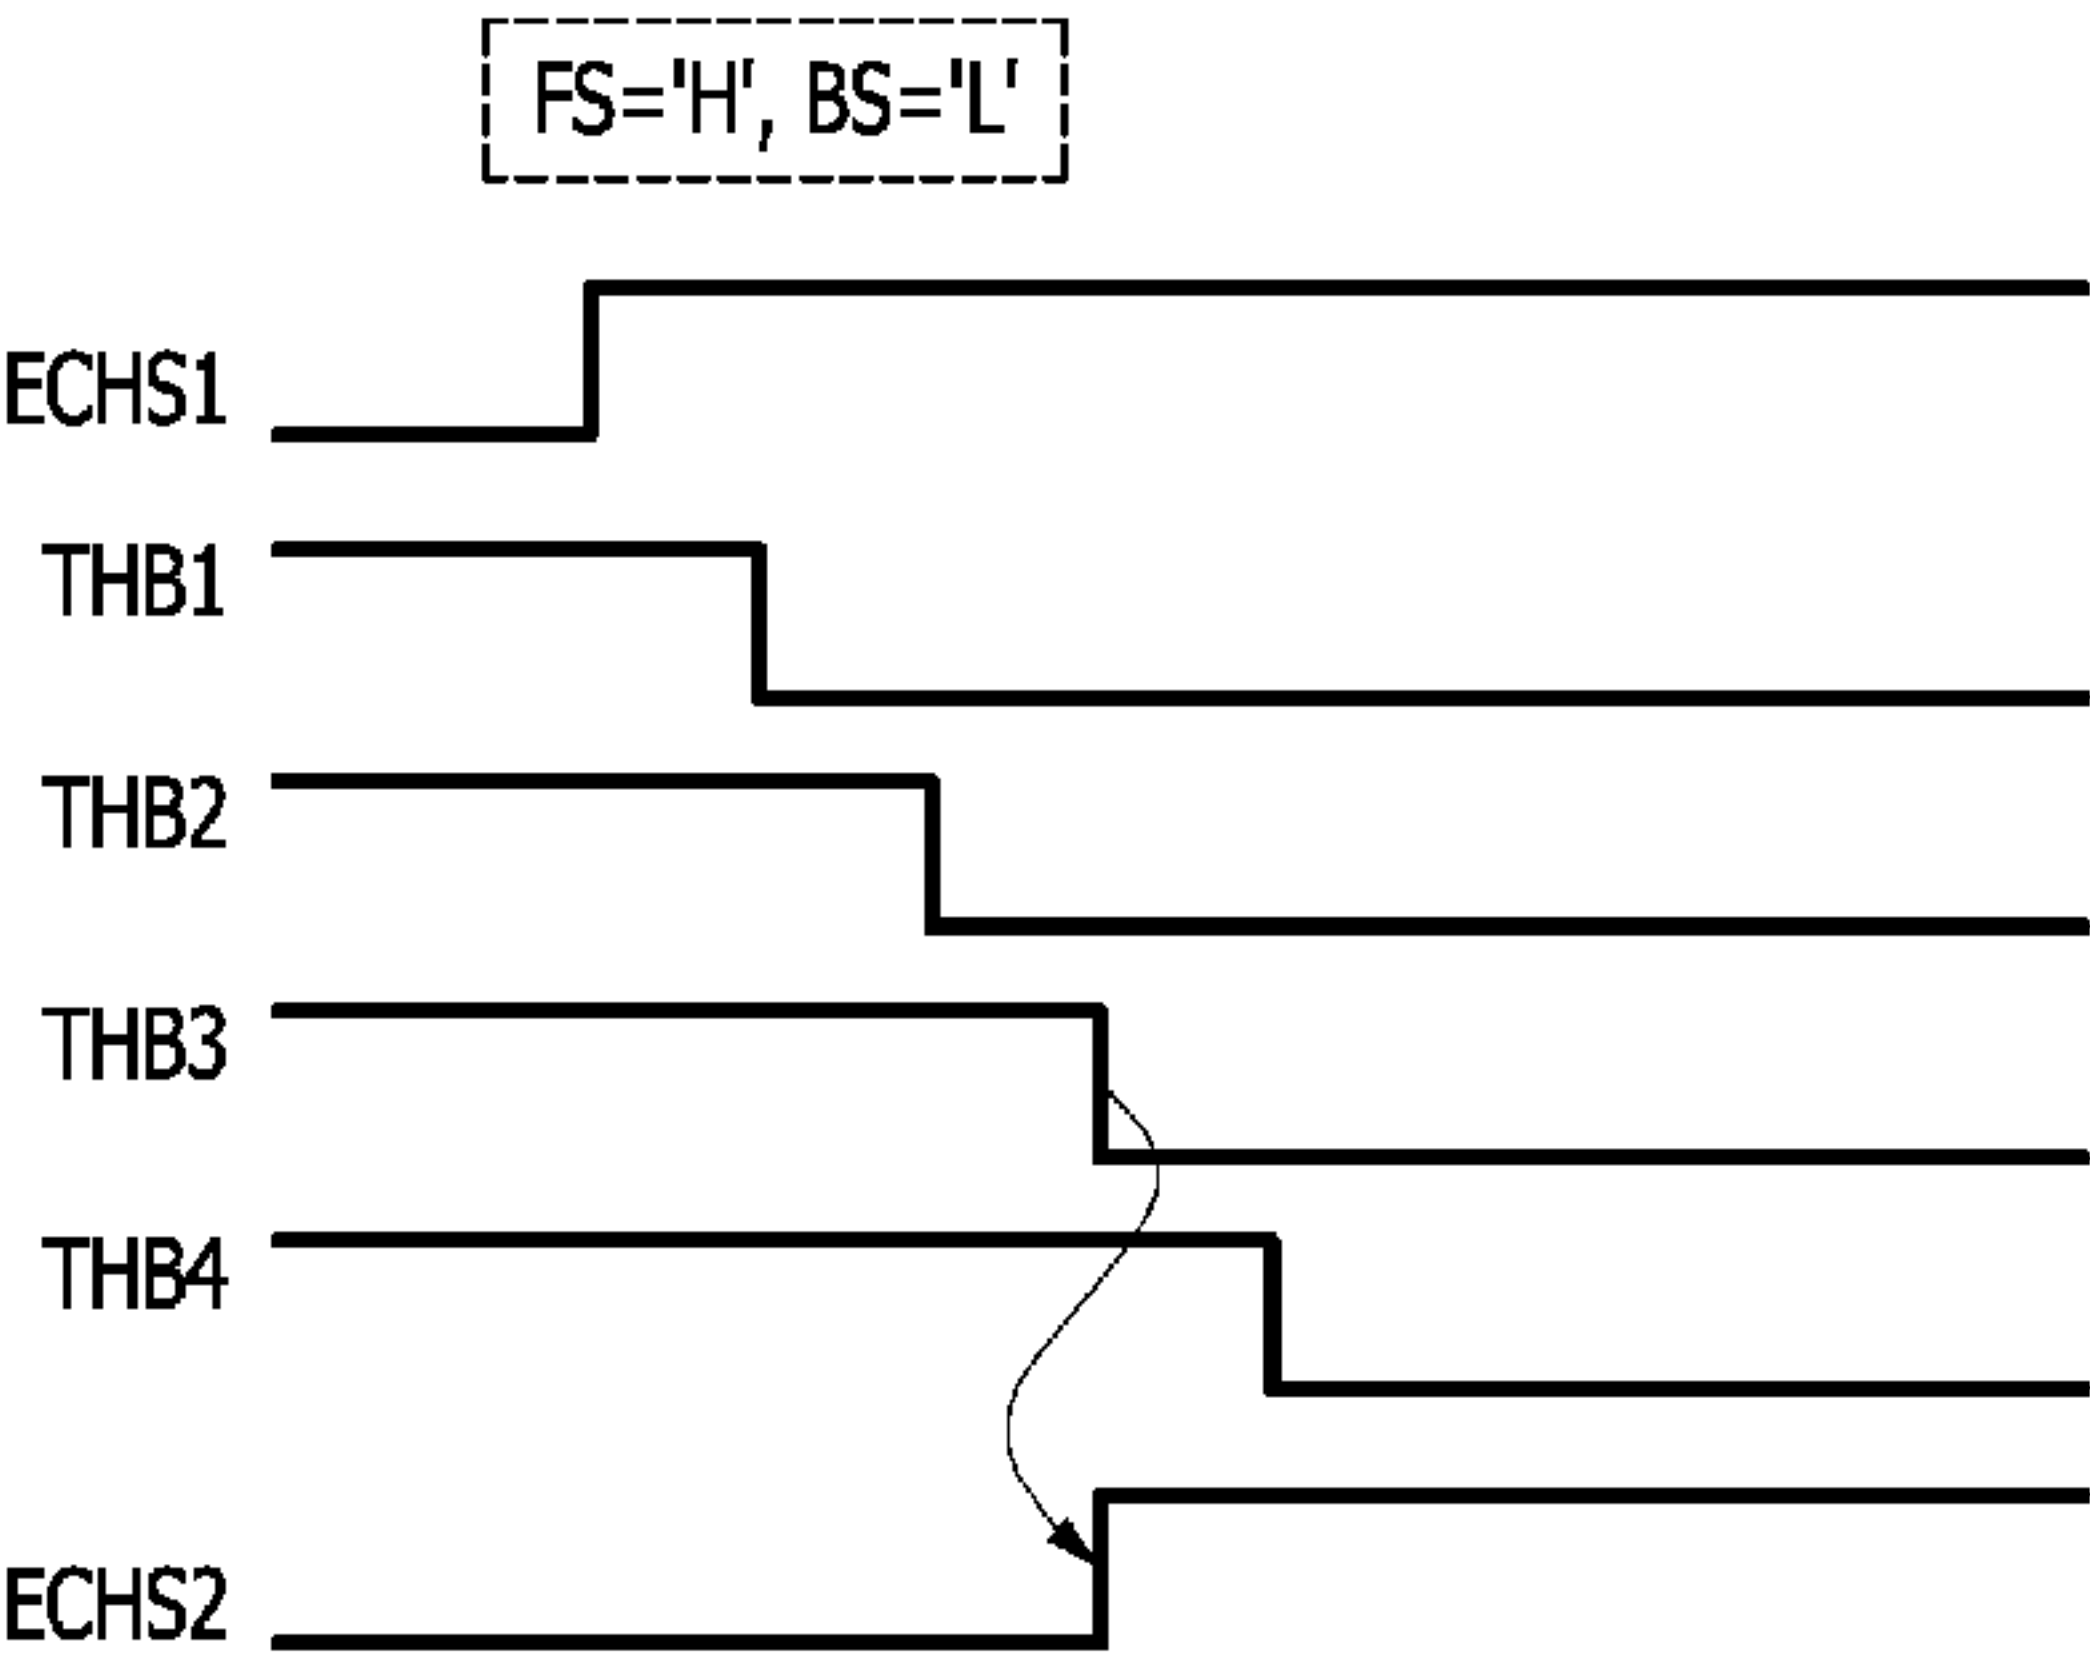 FS='H', BS='L'
ECHS1
THB1
THB2
THB3
THB4
ECHS2